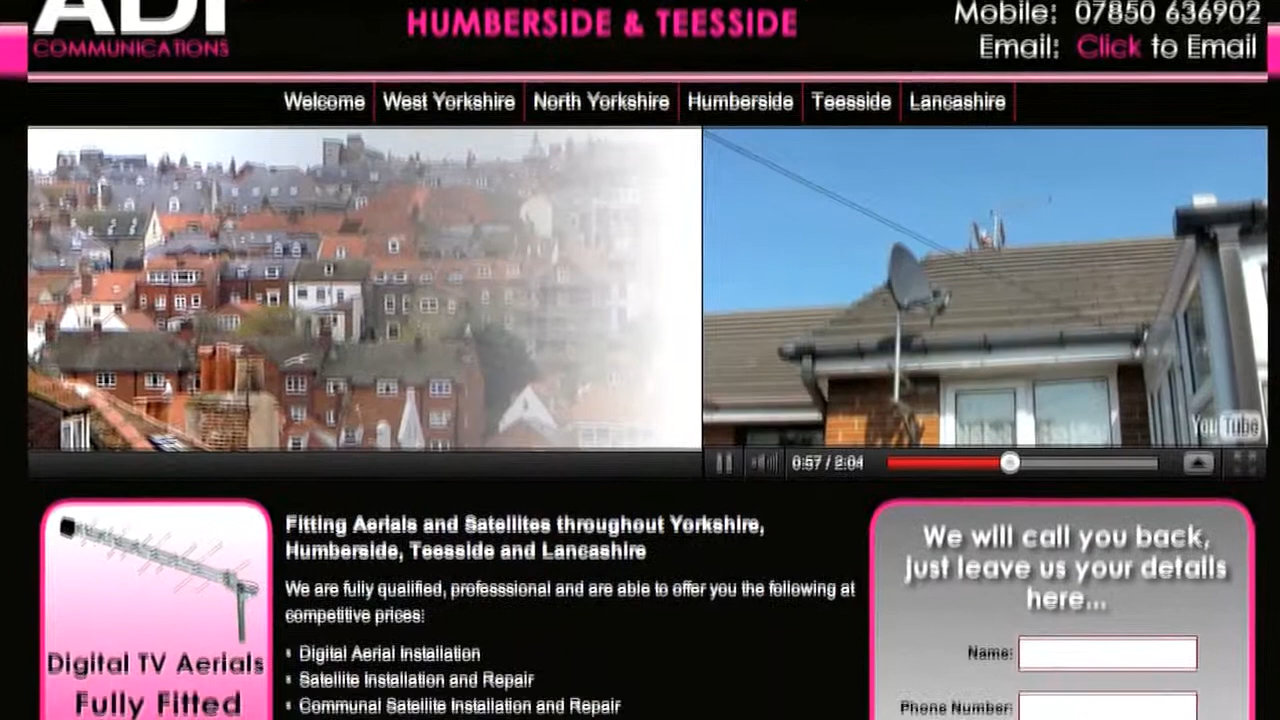 ADI
COMMUNICATIONS
HUMBERSIDE & TEESSIDE
Mobile: 07850 636902
Email: Click to Email
Welcome
West Yorkshire
North Yorkshire
Humberside
Teesside
Lancashire
You Tube
0:57 / 2:04
Digital TV Aerials
Fully Fitted
Fitting Aerials and Satellites throughout Yorkshire,
Humberside, Teesside and Lancashire
We are fully qualified, professsional and are able to offer you the following at
competitive prices:
• Digital Aerial Installation
• Satellite Installation and Repair
• Communal Satellite Installation and Repair
We will call you back,
just leave us your details
here...
Name:
Phone Number: